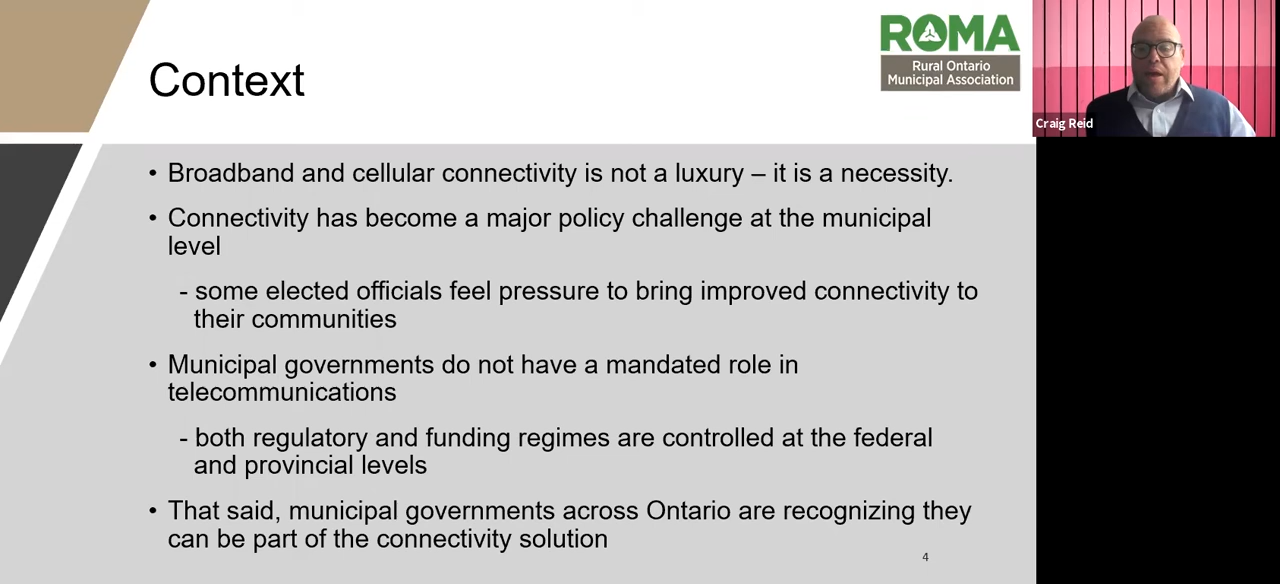 Context
ROMA
Rural Ontario
Municipal Association
Craig Reid
• Broadband and cellular connectivity is not a luxury – it is a necessity.
• Connectivity has become a major policy challenge at the municipal
level
- some elected officials feel pressure to bring improved connectivity to
their communities
• Municipal governments do not have a mandated role in
telecommunications
- both regulatory and funding regimes are controlled at the federal
and provincial levels
• That said, municipal governments across Ontario are recognizing they
can be part of the connectivity solution
4